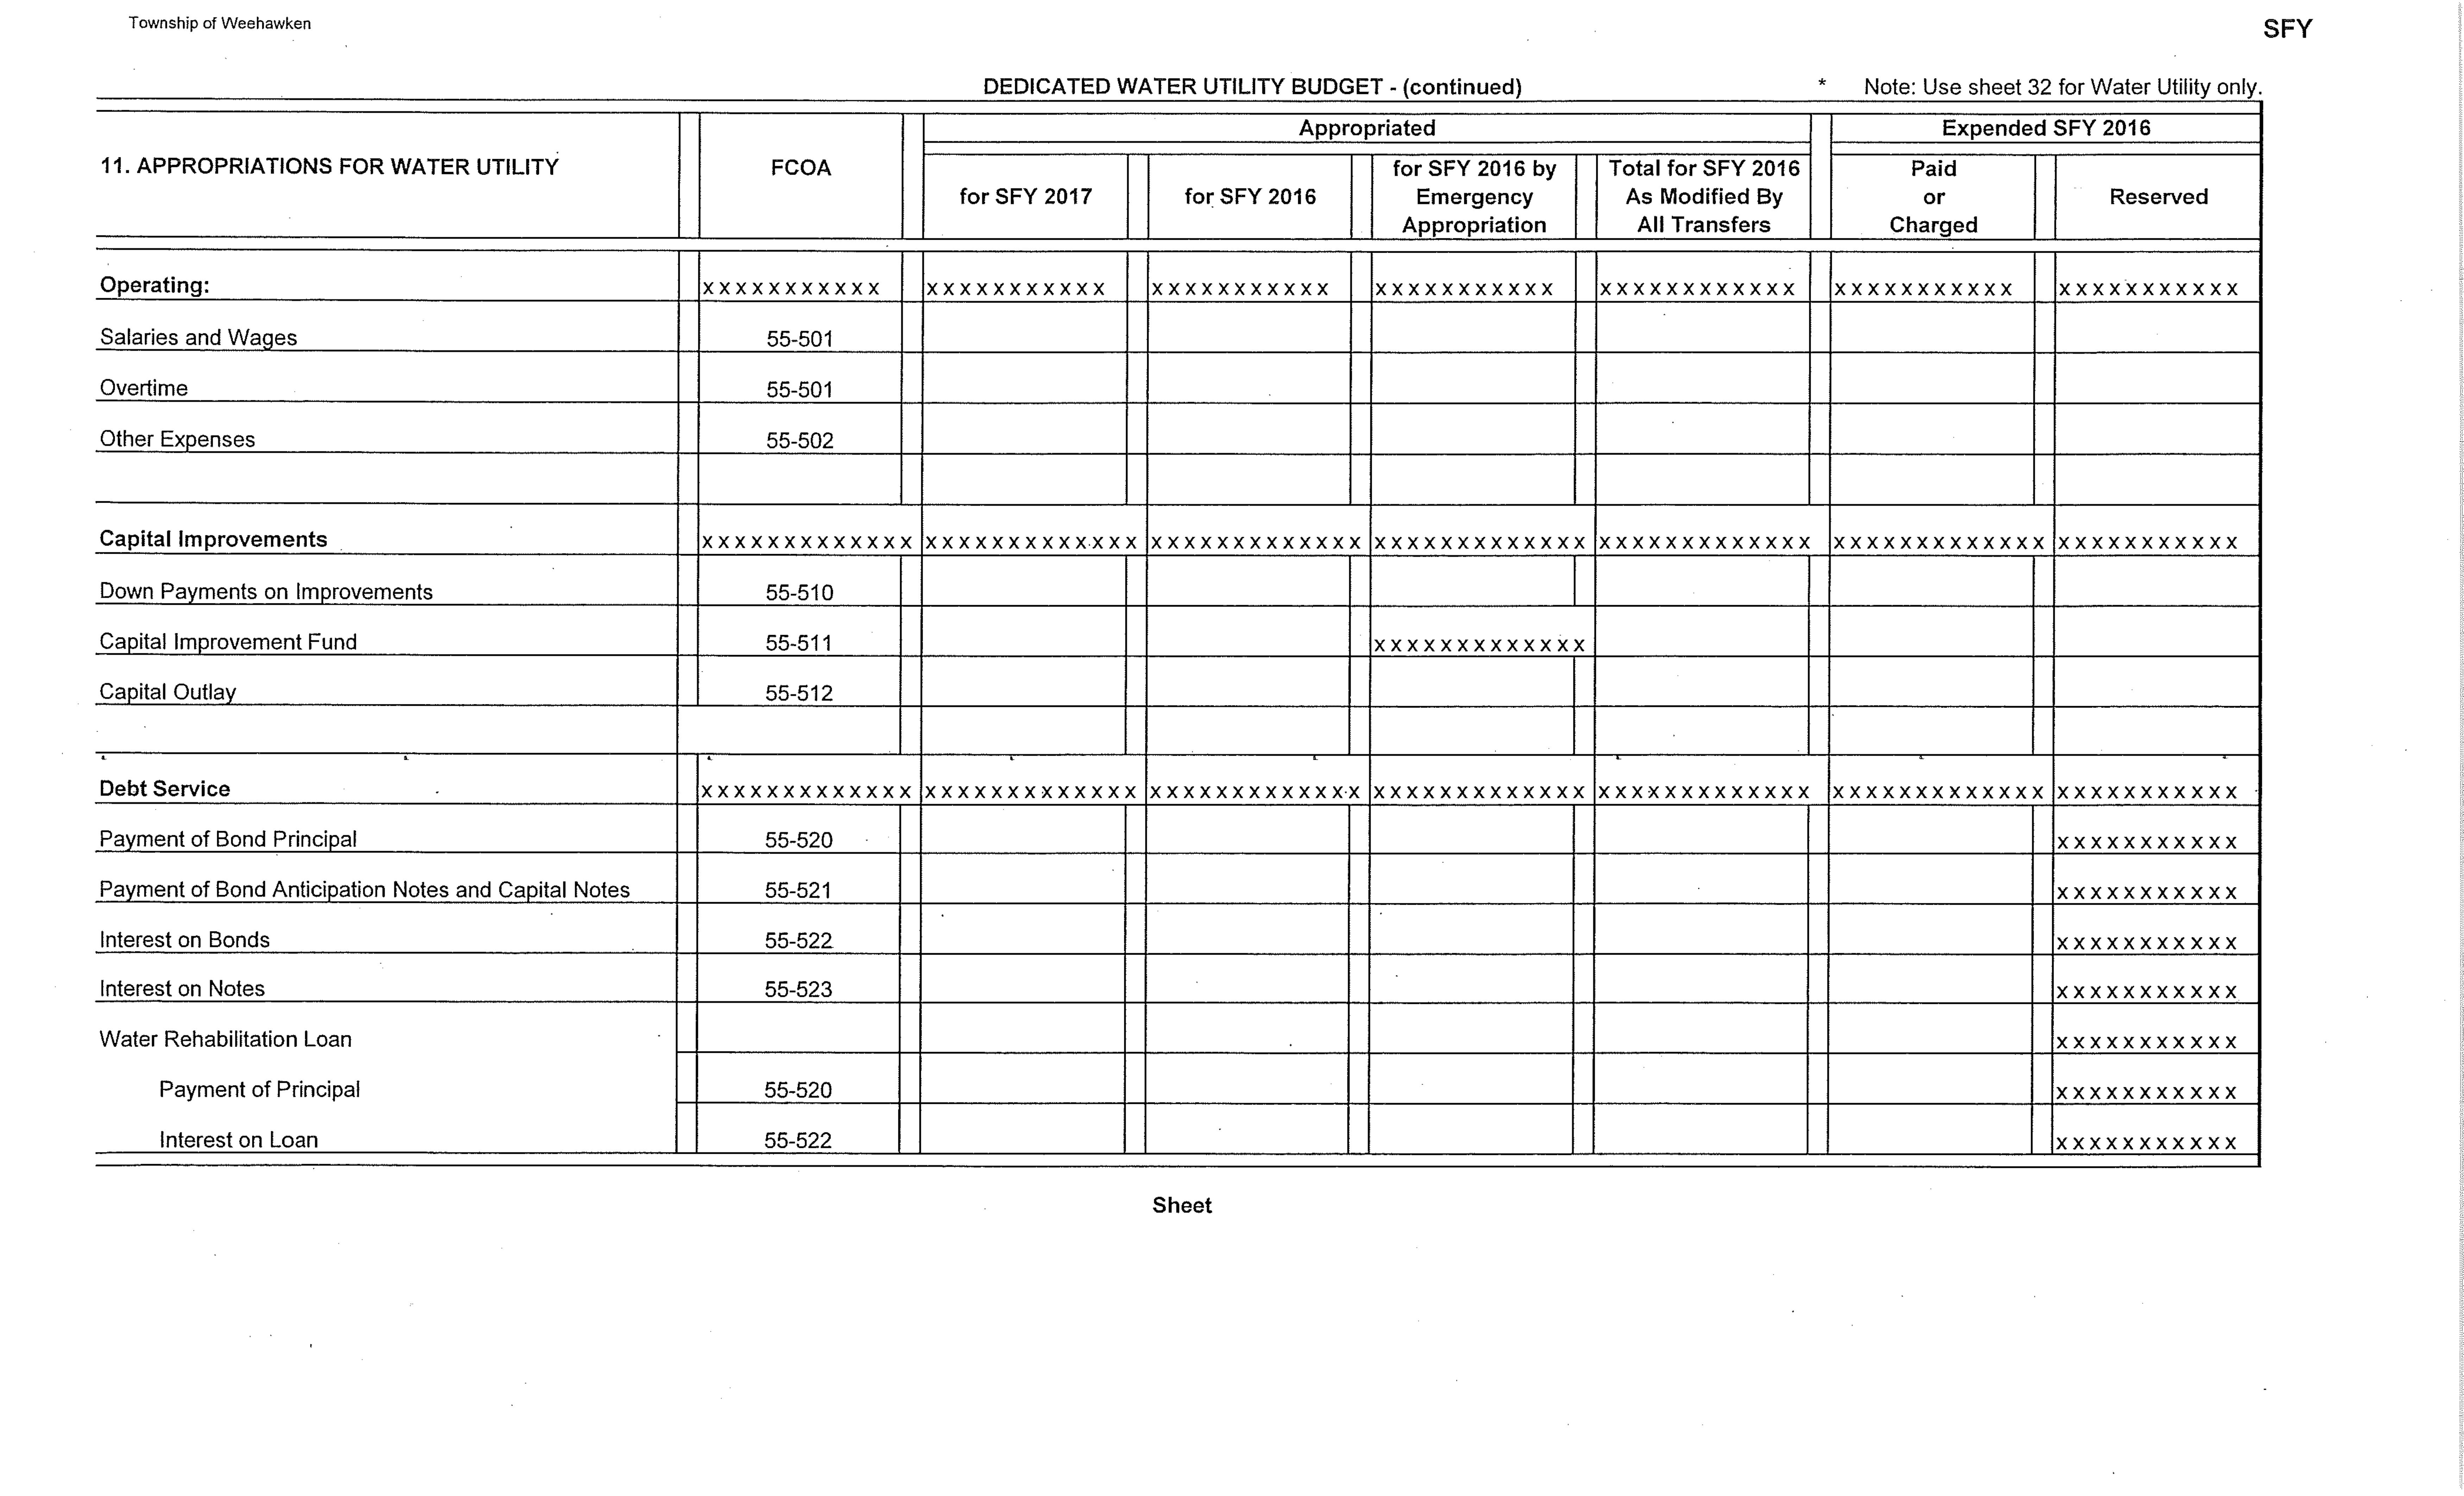 Township of Weehawken
SFY
DEDICATED WATER UTILITY BUDGET - (continued)
* Note: Use sheet 32 for Water Utility only.
11. APPROPRIATIONS FOR WATER UTILITY
FCOA
Appropriated
Expended SFY 2016
for SFY 2017
for SFY 2016
for SFY 2016 by
Emergency
Appropriation
Total for SFY 2016
As Modified By
All Transfers
Paid
or
Charged
Reserved
Operating: xxxxxxxxxxx xxxxxxxxxxx xxxxxxxxxxx xxxxxxxxxxx xxxxxxxxxxxx xxxxxxxxxxx xxxxxxxxxxx
Salaries and Wages 55-501
Overtime 55-501
Other Expenses 55-502
Capital Improvements xxxxxxxxxxxxx xxxxxxxxxxxxx xxxxxxxxxxxxx xxxxxxxxxxxxx xxxxxxxxxxxxx xxxxxxxxxxxxx xxxxxxxxxxx
Down Payments on Improvements 55-510
Capital Improvement Fund 55-511 xxxxxxxxxxxxx
Capital Outlay 55-512
Debt Service xxxxxxxxxxxxx xxxxxxxxxxxxx xxxxxxxxxxxxx xxxxxxxxxxxxx xxxxxxxxxxxxx xxxxxxxxxxxxx xxxxxxxxxxx
Payment of Bond Principal 55-520 xxxxxxxxxxx
Payment of Bond Anticipation Notes and Capital Notes 55-521 xxxxxxxxxxx
Interest on Bonds 55-522 xxxxxxxxxxx
Interest on Notes 55-523 xxxxxxxxxxx
Water Rehabilitation Loan xxxxxxxxxxx
Payment of Principal 55-520 xxxxxxxxxxx
Interest on Loan 55-522 xxxxxxxxxxx
Sheet